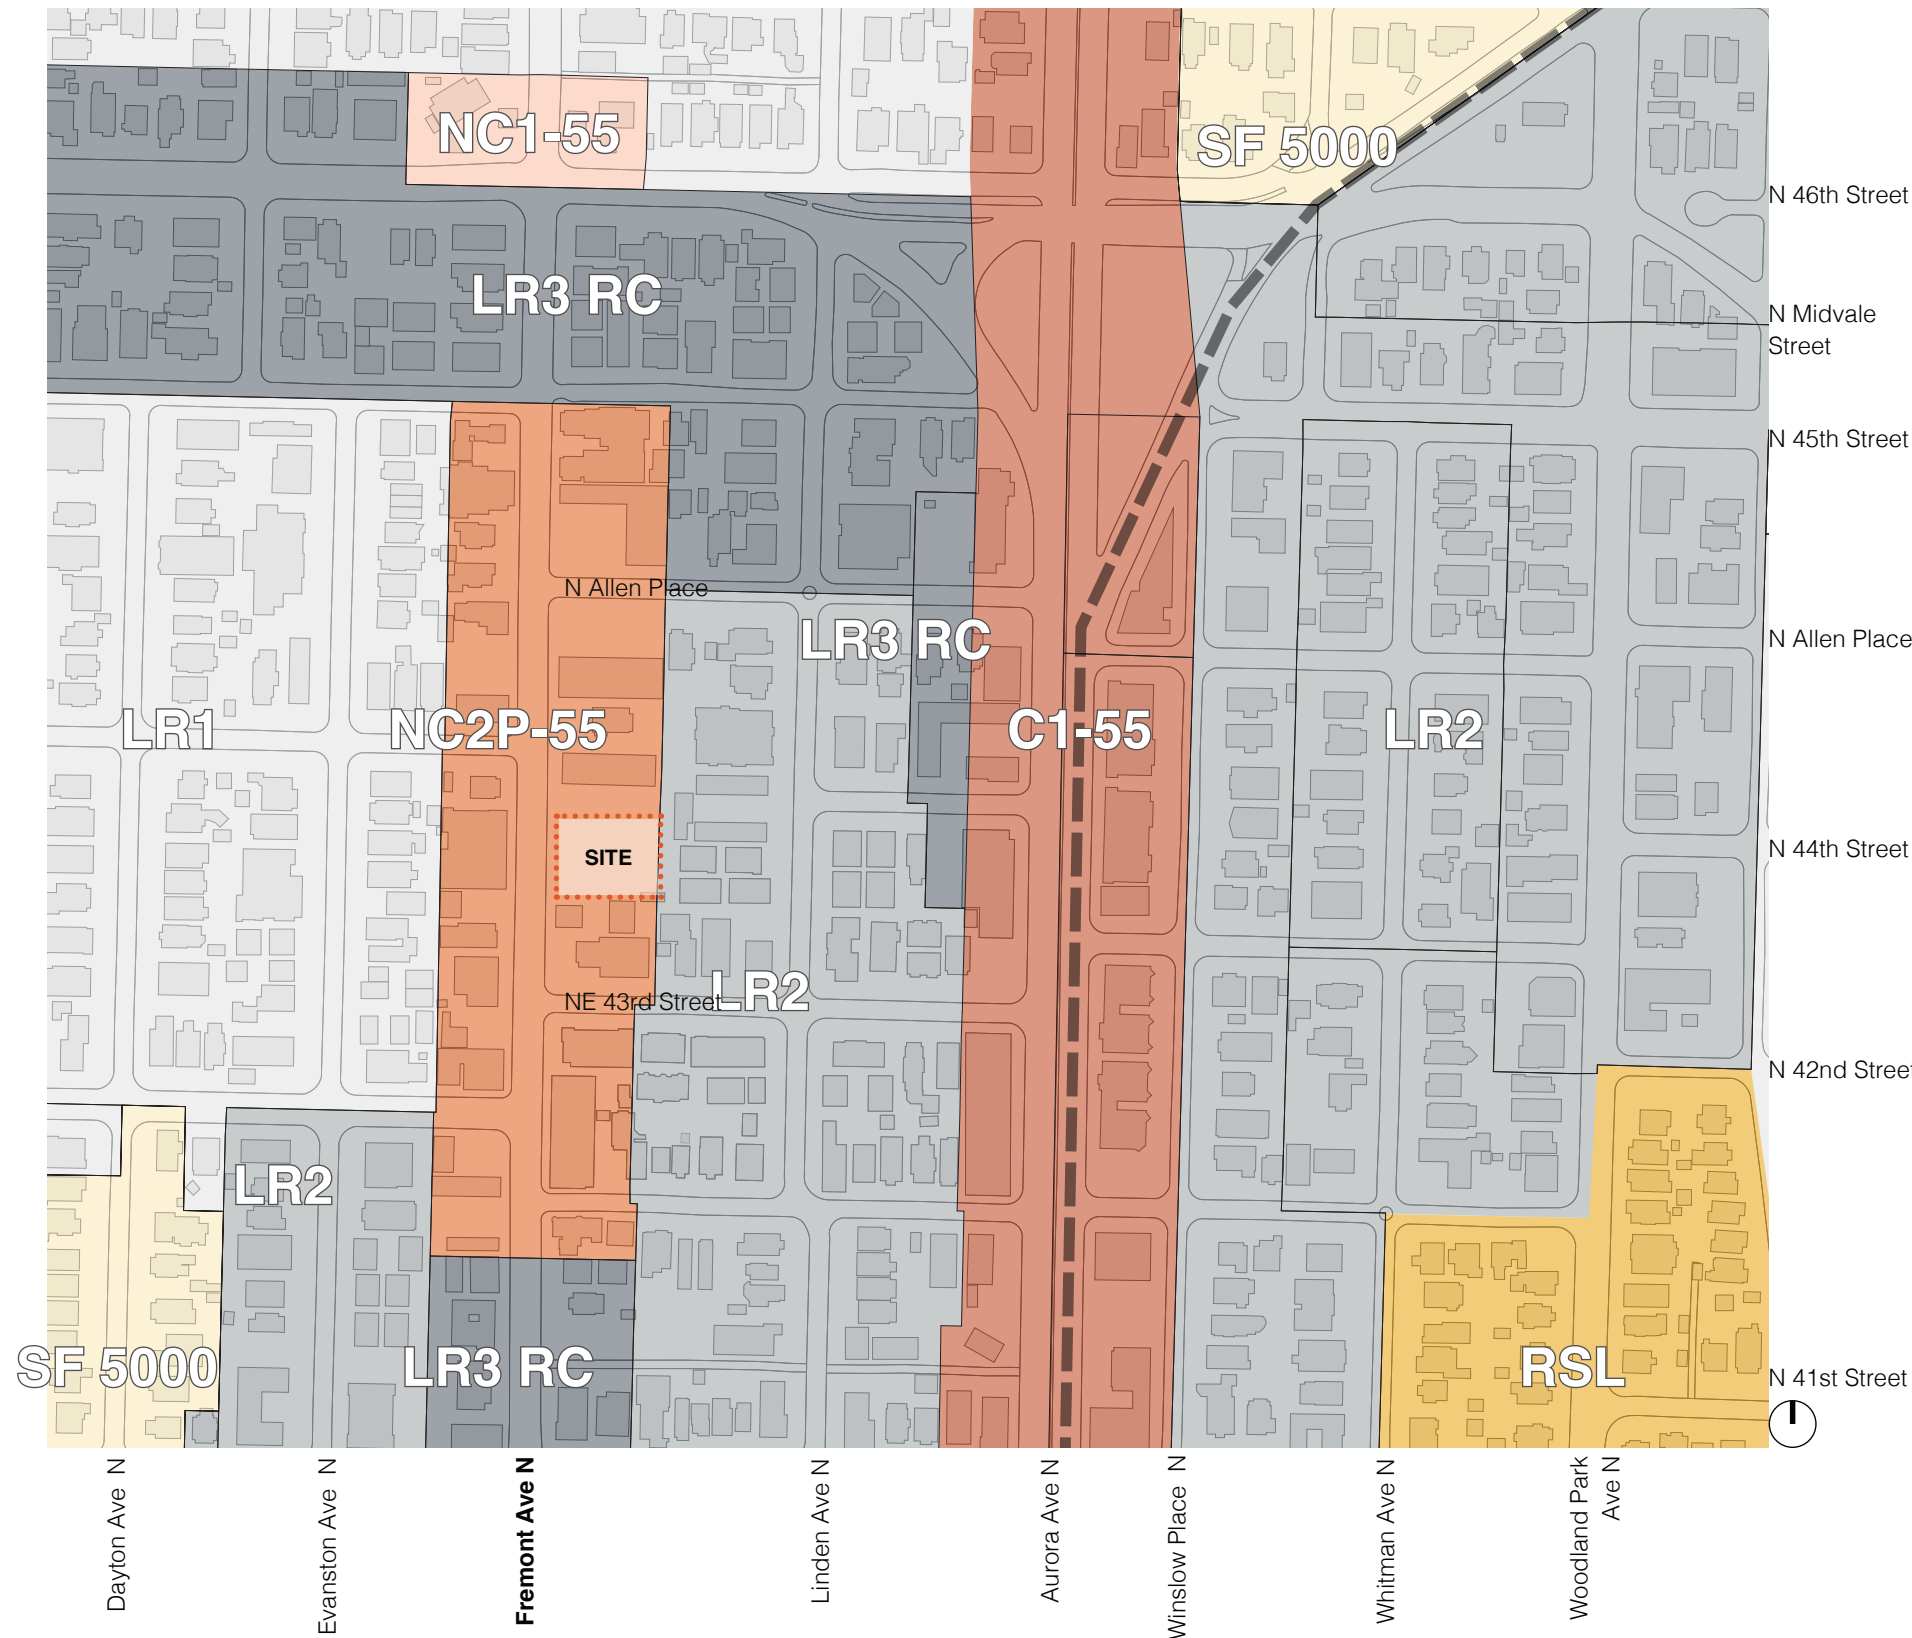 NC1-55
SF 5000
N 46th Street
LR3 RC
N Midvale
Street
N 45th Street
N Allen Place
LR3 RC
N Allen Place
LR1
NC2P-55
C1-55
LR2
SITE
N 44th Street
NE 43rd Street
LR2
N 42nd Street
LR2
SF 5000
LR3 RC
RSL
N 41st Street
Dayton Ave N
Evanston Ave N
Fremont Ave N
Linden Ave N
Aurora Ave N
Winslow Place N
Whitman Ave N
Woodland Park
Ave N